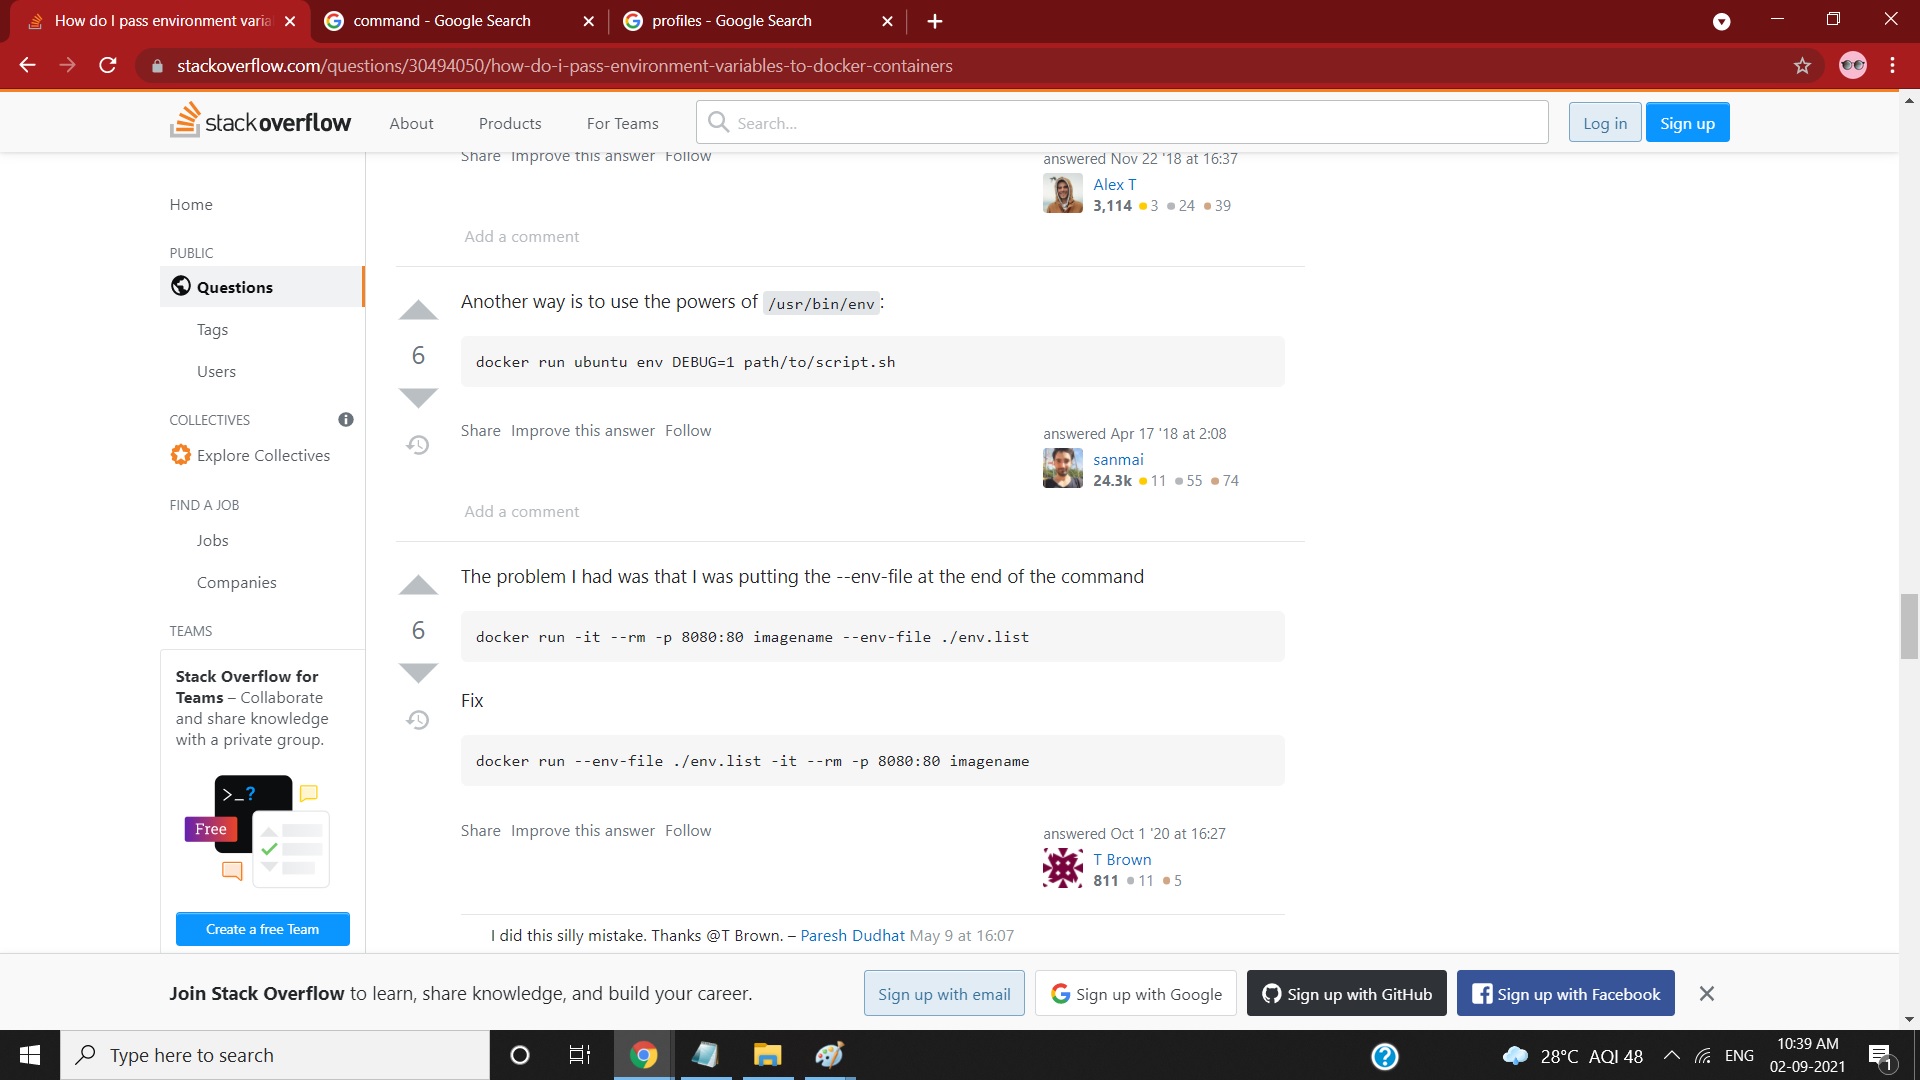 How do I pass environment varia
command - Google Search
profiles - Google Search
stackoverflow.com/questions/30494050/how-do-i-pass-environment-variables-to-docker-containers
stack overflow
About
Products
For Teams
Search...
Log in
Sign up
Share Improve this answer Follow
answered Nov 22 '18 at 16:37
Alex T
3,114 3 24 39
Add a comment
Home
PUBLIC
Questions
Tags
Users
COLLECTIVES
Explore Collectives
FIND A JOB
Jobs
Companies
TEAMS
Stack Overflow for
Teams – Collaborate
and share knowledge
with a private group.
>_?
Free
Create a free Team
Another way is to use the powers of /usr/bin/env:
6
docker run ubuntu env DEBUG=1 path/to/script.sh
Share Improve this answer Follow
answered Apr 17 '18 at 2:08
sanmai
24.3k 11 55 74
Add a comment
The problem I had was that I was putting the --env-file at the end of the command
6
docker run -it --rm -p 8080:80 imagename --env-file ./env.list
Fix
docker run --env-file ./env.list -it --rm -p 8080:80 imagename
Share Improve this answer Follow
answered Oct 1 '20 at 16:27
T Brown
811 11 5
I did this silly mistake. Thanks @T Brown. – Paresh Dudhat May 9 at 16:07
Join Stack Overflow to learn, share knowledge, and build your career.
Sign up with email
Sign up with Google
Sign up with GitHub
Sign up with Facebook
Type here to search
28°C AQI 48
ENG
10:39 AM
02-09-2021
1